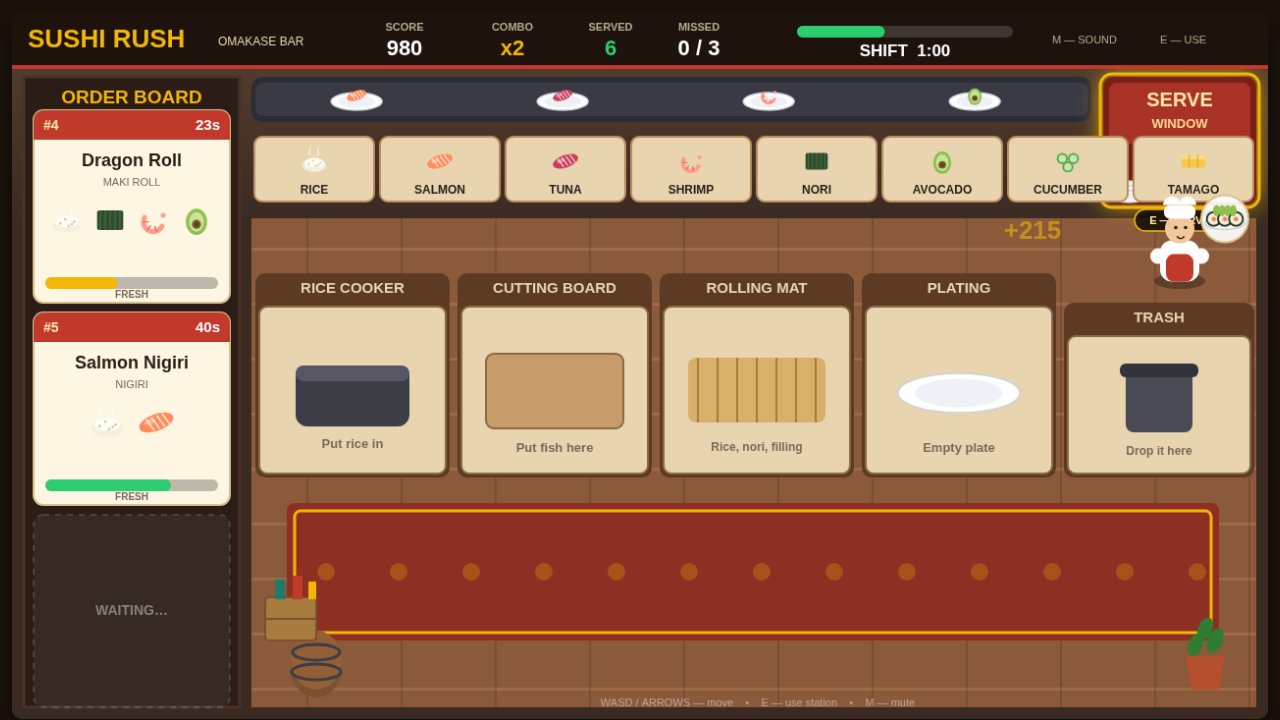 SUSHI RUSH
OMAKASE BAR
SCORE
980
COMBO
x2
SERVED
6
MISSED
0 / 3
SHIFT 1:00
M — SOUND
E — USE
ORDER BOARD
#4
23s
Dragon Roll
MAKI ROLL
FRESH
#5
40s
Salmon Nigiri
NIGIRI
FRESH
WAITING...
SERVE
WINDOW
RICE
SALMON
TUNA
SHRIMP
NORI
AVOCADO
CUCUMBER
TAMAGO
+215
RICE COOKER
Put rice in
CUTTING BOARD
Put fish here
ROLLING MAT
Rice, nori, filling
PLATING
Empty plate
TRASH
Drop it here
WASD / ARROWS — move • E — use station • M — mute